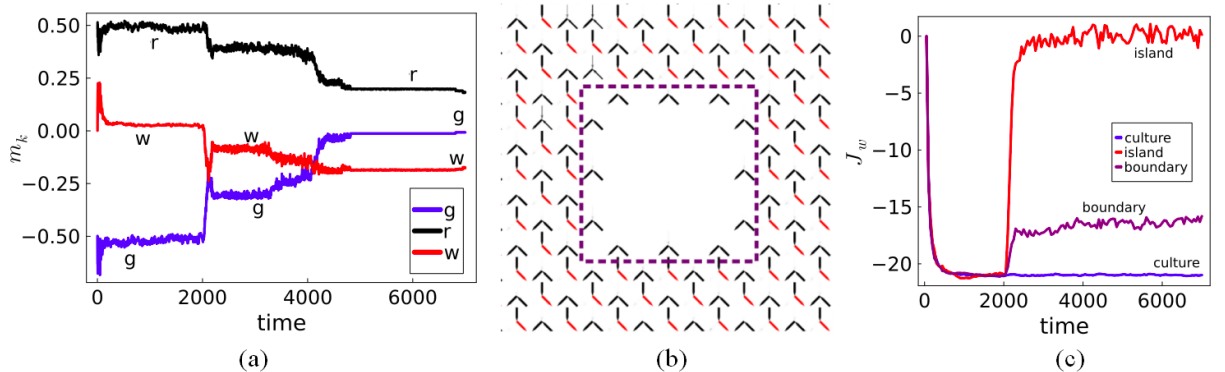 0.50
0.25
0.00
−0.25
−0.50
m_k
r
w
g
w
g
r
g
w
g
r
w
0
2000
4000
6000
time
(a)
(b)
0
−5
−10
−15
−20
J_w
island
culture
island
boundary
boundary
culture
0
2000
4000
6000
time
(c)